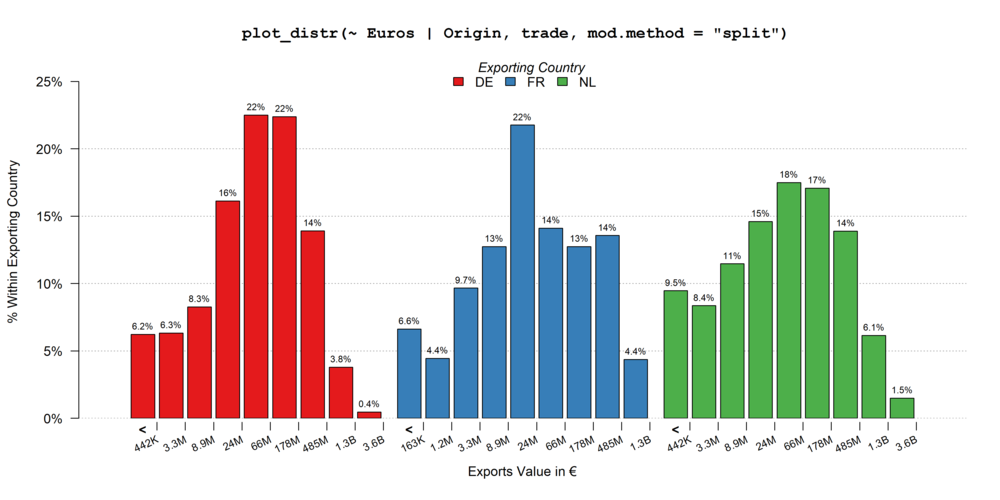 plot_distr(~ Euros | Origin, trade, mod.method = "split")
Exporting Country
DE FR NL
% Within Exporting Country
25%
20%
15%
10%
5%
0%
6.2% 6.3% 8.3% 16% 22% 22% 14% 3.8% 0.4%
6.6% 4.4% 9.7% 13% 22% 14% 13% 14% 4.4%
9.5% 8.4% 11% 15% 18% 17% 14% 6.1% 1.5%
< 442K 3.3M 8.9M 24M 66M 178M 485M 1.3B 3.6B
< 163K 1.2M 3.3M 8.9M 24M 66M 178M 485M 1.3B
< 442K 3.3M 8.9M 24M 66M 178M 485M 1.3B 3.6B
Exports Value in €